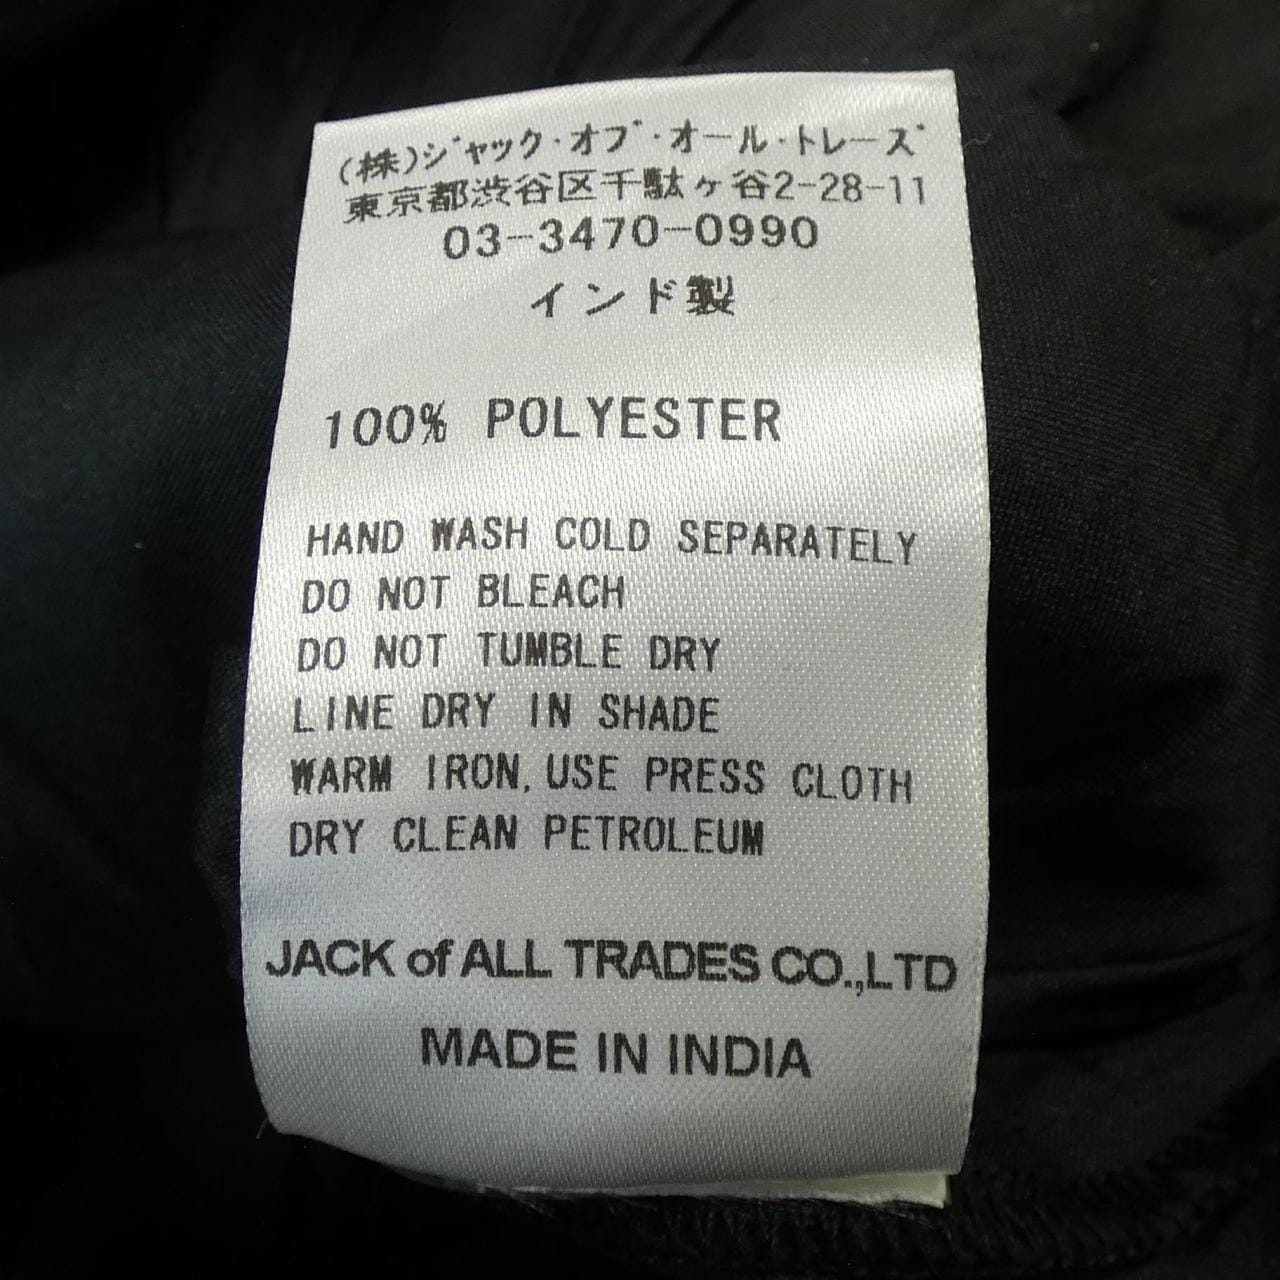 (株)ジャック・オブ・オール・トレーズ
東京都渋谷区千駄ヶ谷2-28-11
03-3470-0990
インド製
100% POLYESTER
HAND WASH COLD SEPARATELY
DO NOT BLEACH
DO NOT TUMBLE DRY
LINE DRY IN SHADE
WARM IRON, USE PRESS CLOTH
DRY CLEAN PETROLEUM
JACK of ALL TRADES CO.,LTD
MADE IN INDIA